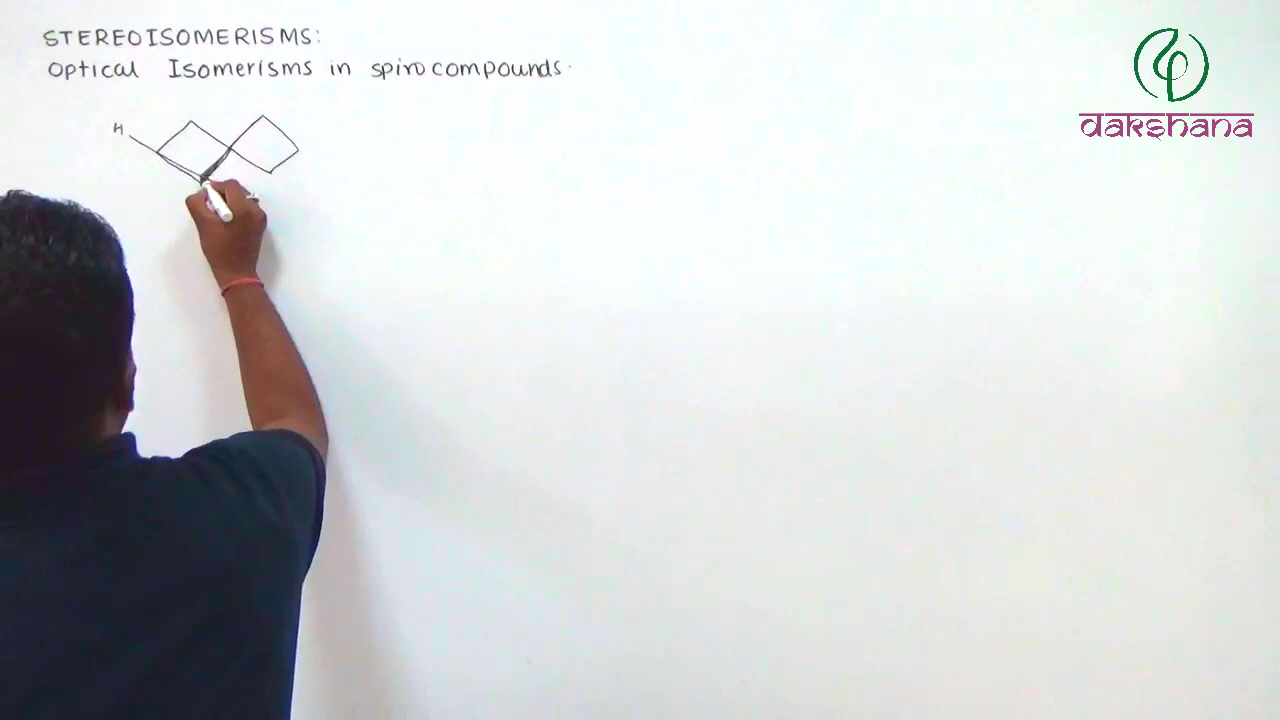 STEREOISOMERISMS:
Optical Isomerisms in spiro compounds.
H
dakshana